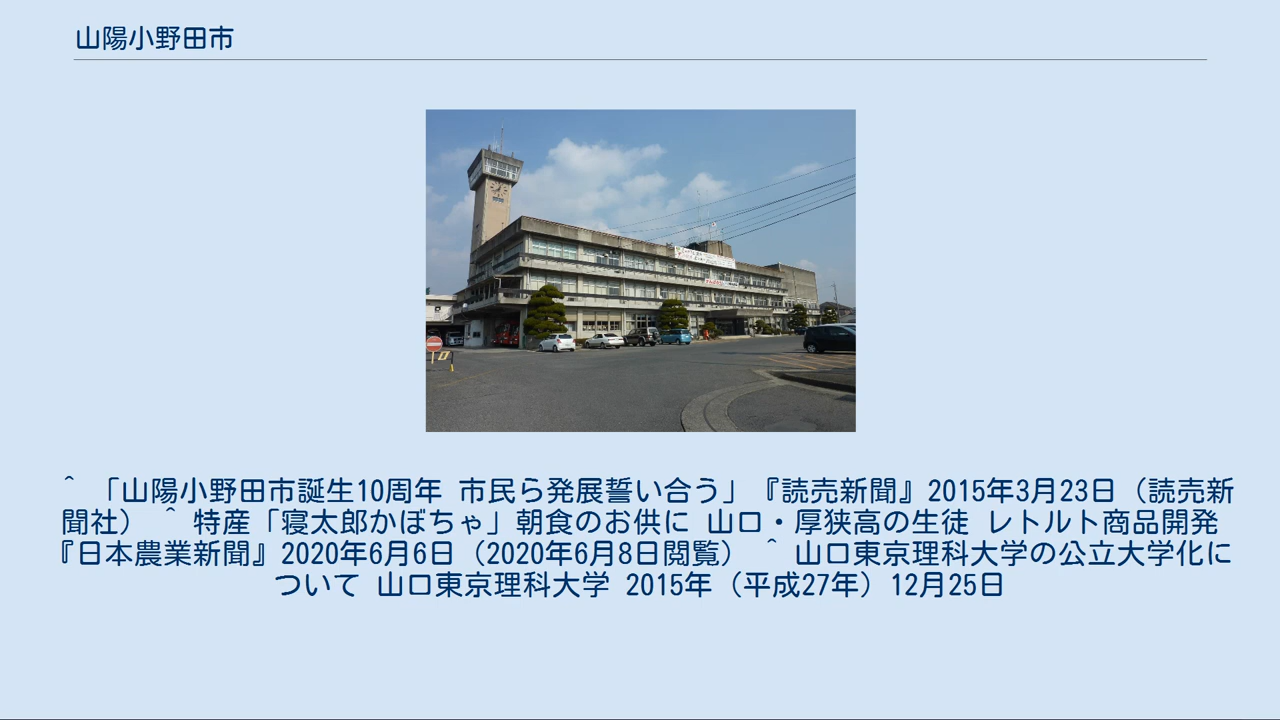 山陽小野田市
^ 「山陽小野田市誕生10周年 市民ら発展誓い合う」『読売新聞』2015年3月23日（読売新
聞社） ^ 特産「寝太郎かぼちゃ」朝食のお供に 山口・厚狭高の生徒 レトルト商品開発
『日本農業新聞』2020年6月6日（2020年6月8日閲覧） ^ 山口東京理科大学の公立大学化に
ついて 山口東京理科大学 2015年（平成27年）12月25日